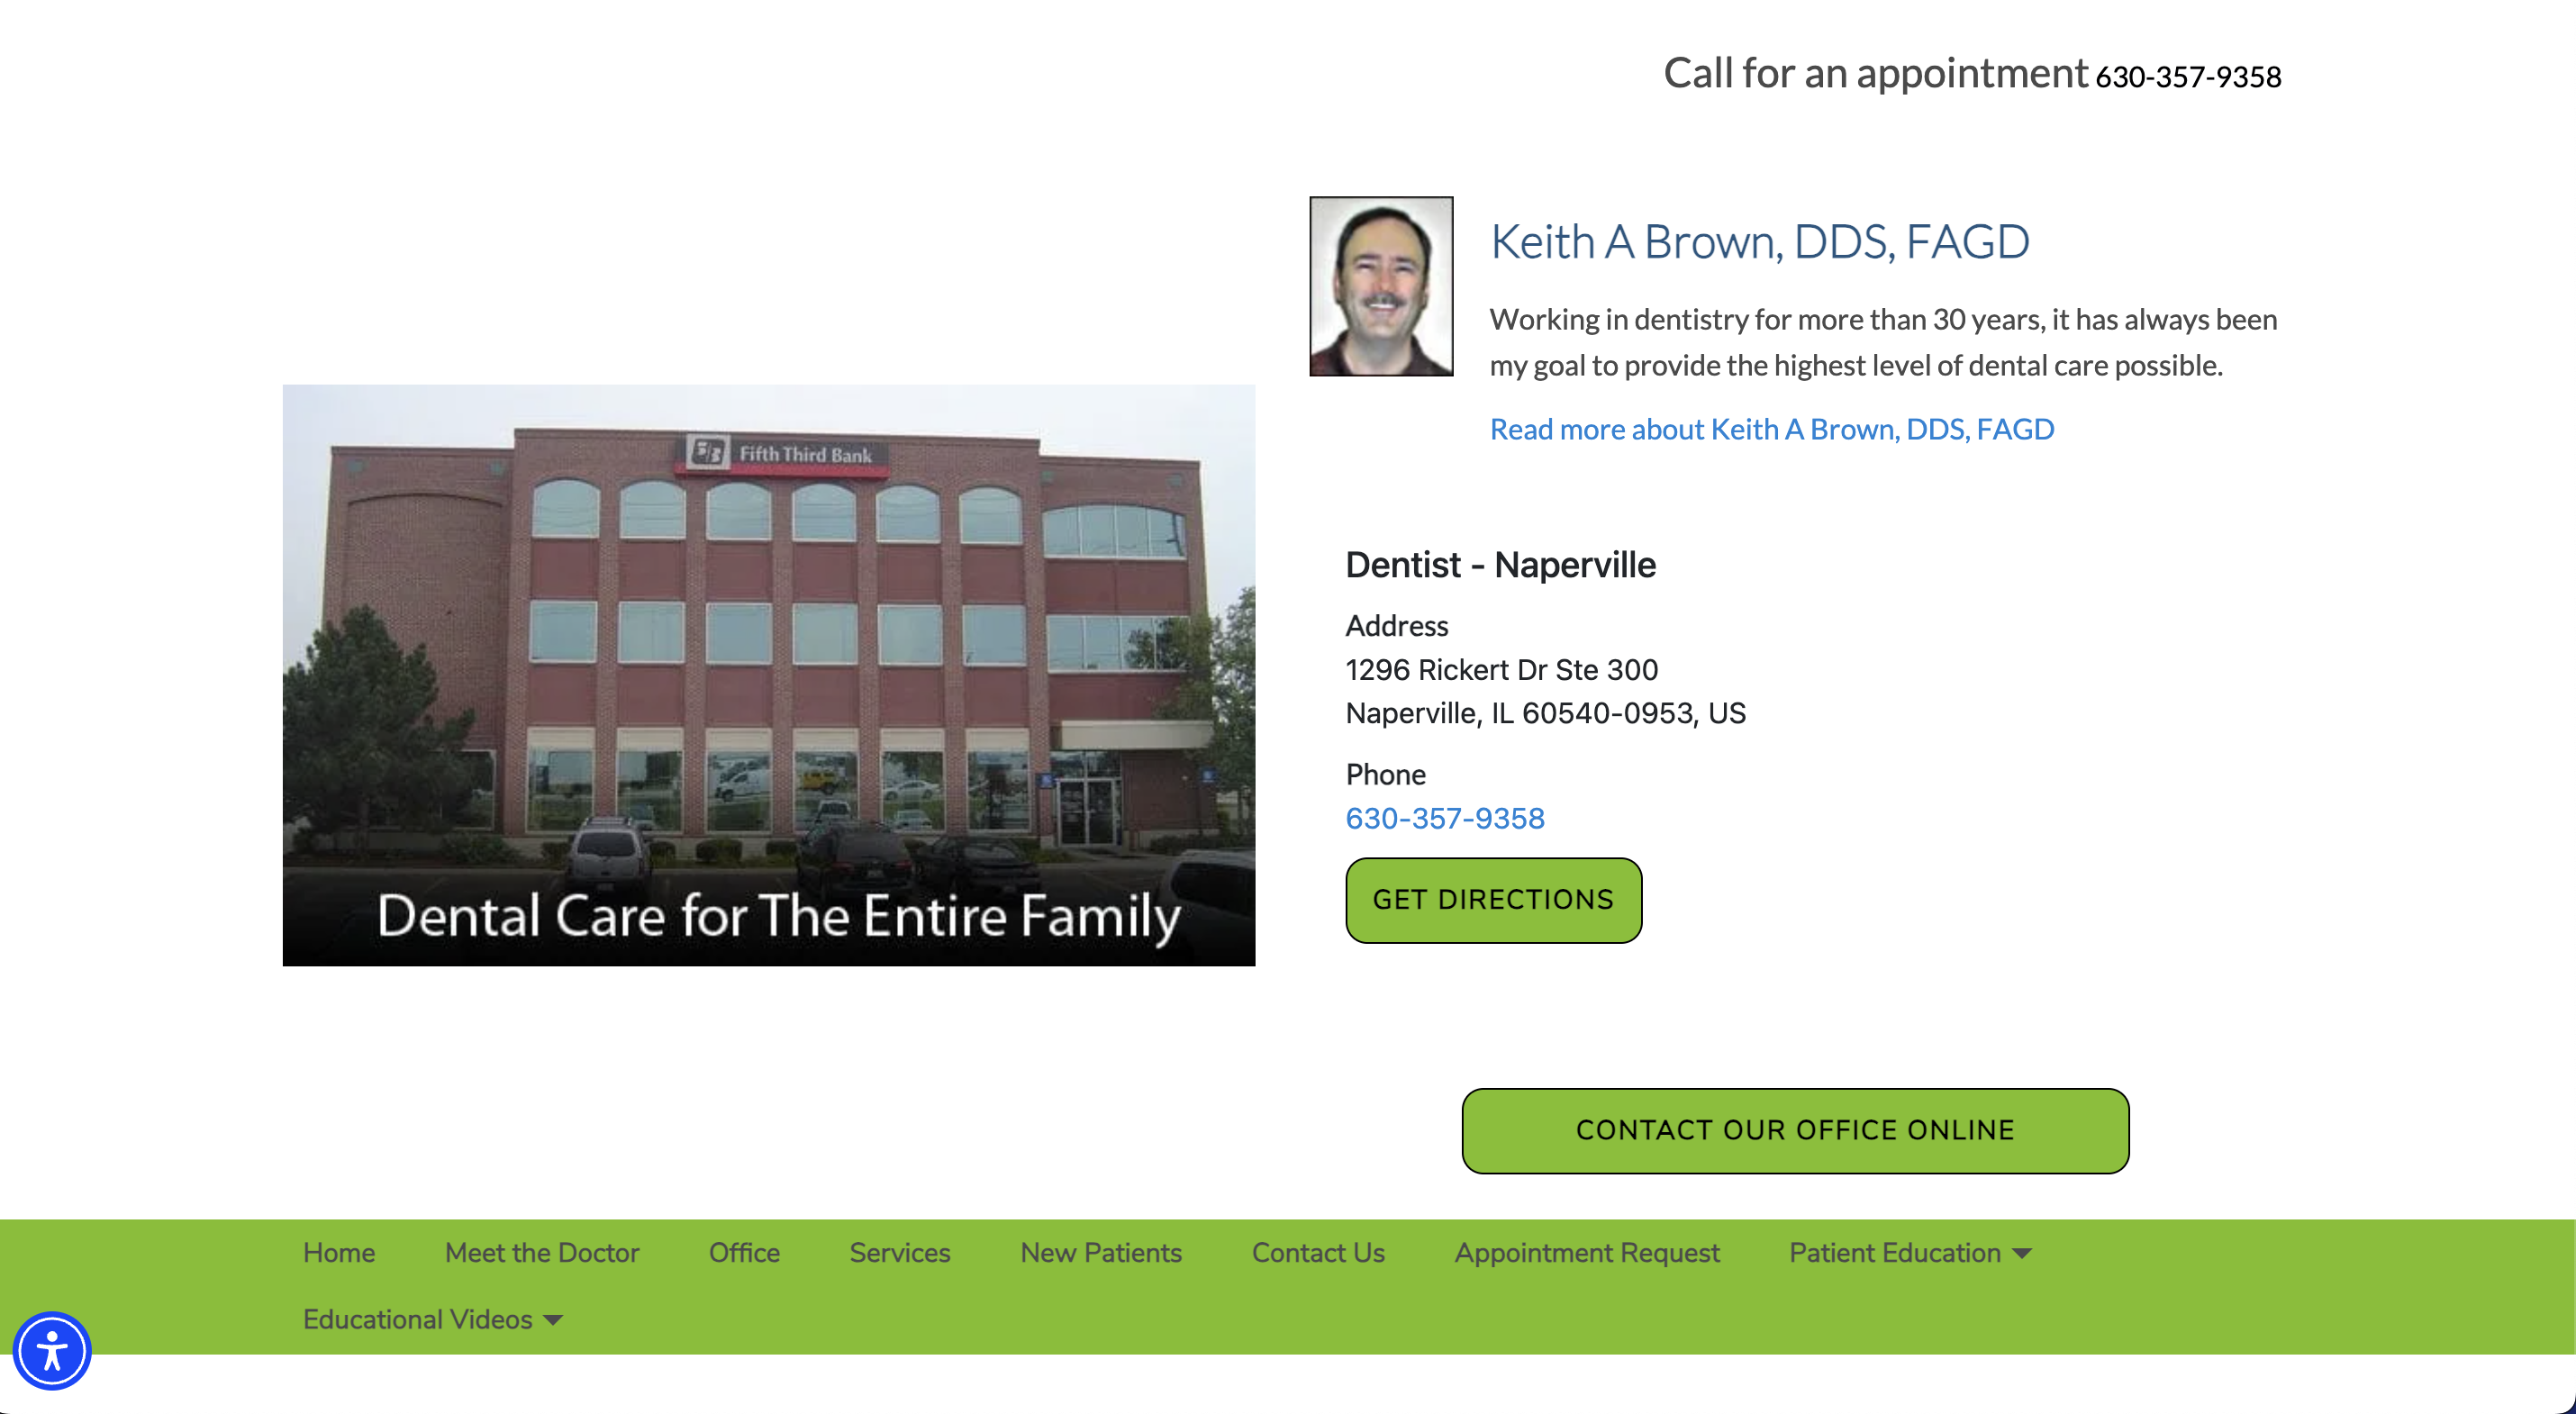 Call for an appointment 630-357-9358
Keith A Brown, DDS, FAGD
Working in dentistry for more than 30 years, it has always been
my goal to provide the highest level of dental care possible.
Read more about Keith A Brown, DDS, FAGD
Fifth Third Bank
Dental Care for The Entire Family
Dentist - Naperville
Address
1296 Rickert Dr Ste 300
Naperville, IL 60540-0953, US
Phone
630-357-9358
GET DIRECTIONS
CONTACT OUR OFFICE ONLINE
Home Meet the Doctor Office Services New Patients Contact Us Appointment Request Patient Education
Educational Videos